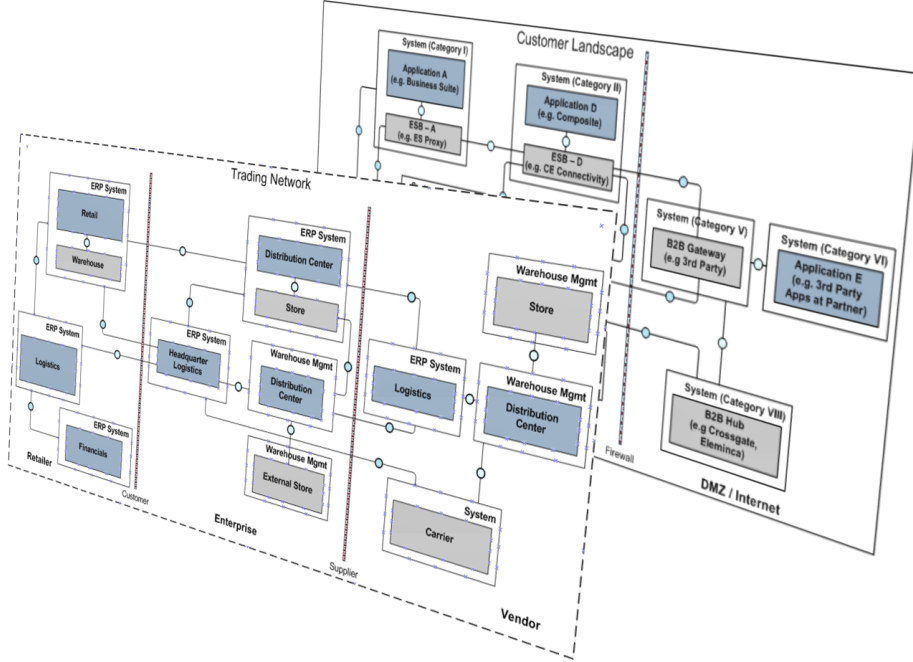 Customer Landscape
System (Category I)
Application A
(e.g. Business Suite)
ESB – A
(e.g. ES Proxy)
System (Category II)
Application D
(e.g. Composite)
ESB – D
(e.g. CE Connectivity)
System (Category V)
B2B Gateway
(e.g 3rd Party)
System (Category VI)
Application E
(e.g. 3rd Party
Apps at Partner)
System (Category VIII)
B2B Hub
(e.g Crossgate,
Eleminca)
Firewall
DMZ / Internet
Trading Network
ERP System
Retail
Warehouse
ERP System
Logistics
ERP System
Financials
Retailer
Customer
ERP System
Distribution Center
Store
ERP System
Headquarter
Logistics
Warehouse Mgmt
Distribution
Center
Warehouse Mgmt
External Store
Enterprise
Supplier
Warehouse Mgmt
Store
ERP System
Logistics
Warehouse Mgmt
Distribution
Center
System
Carrier
Vendor